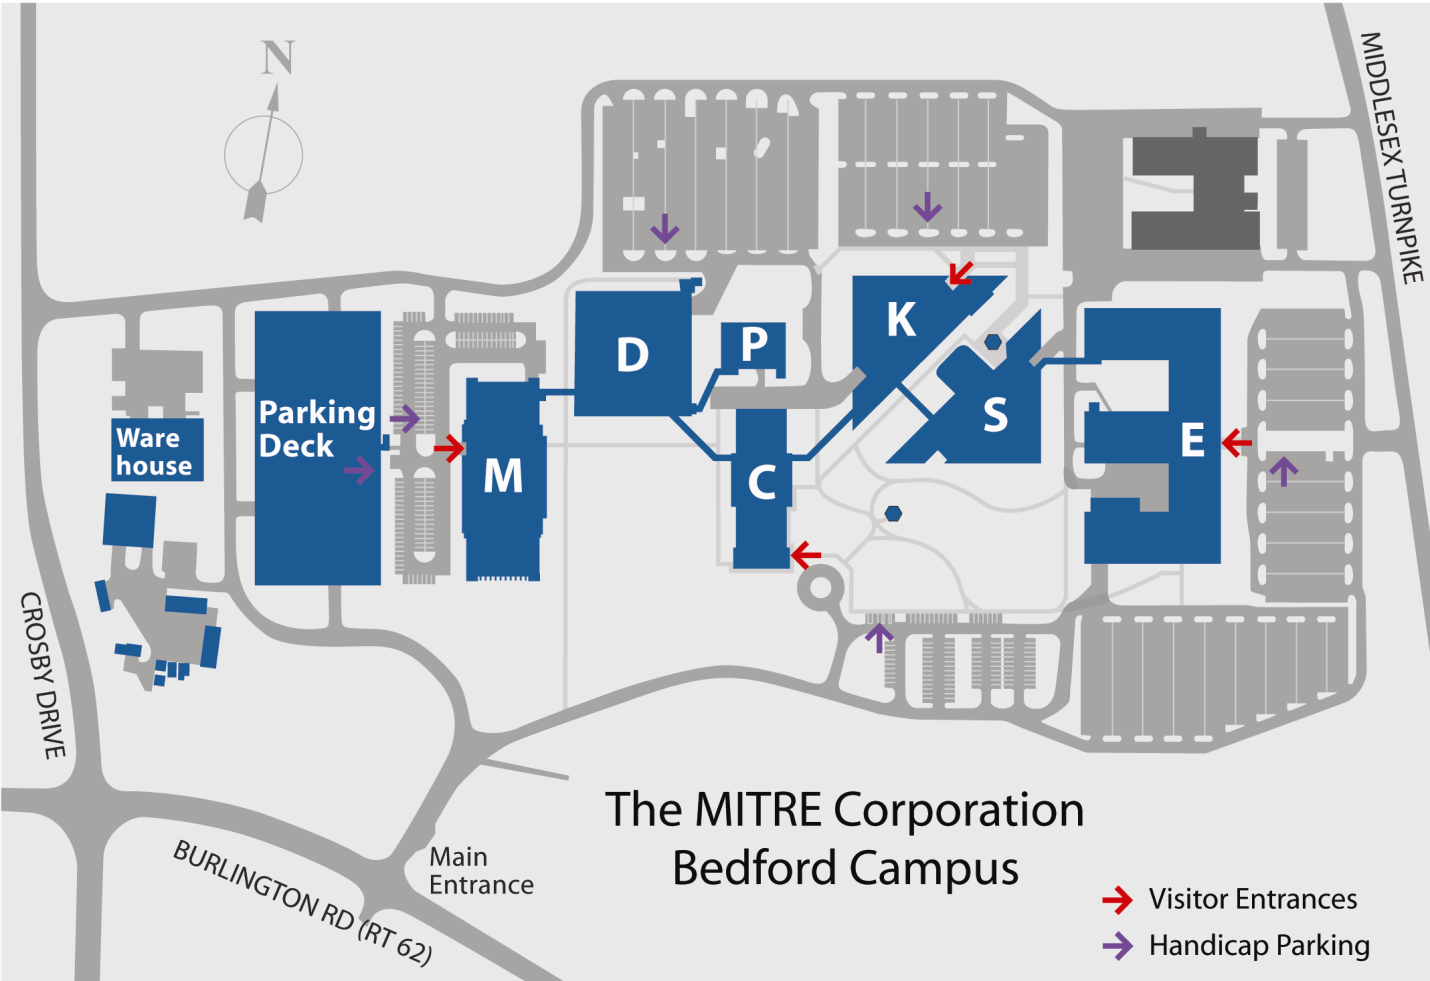 N
MIDDLESEX TURNPIKE
K
D
P
Parking
Deck
S
Ware
house
E
M
C
CROSBY DRIVE
The MITRE Corporation
Bedford Campus
Main
Entrance
BURLINGTON RD (RT 62)
Visitor Entrances
Handicap Parking